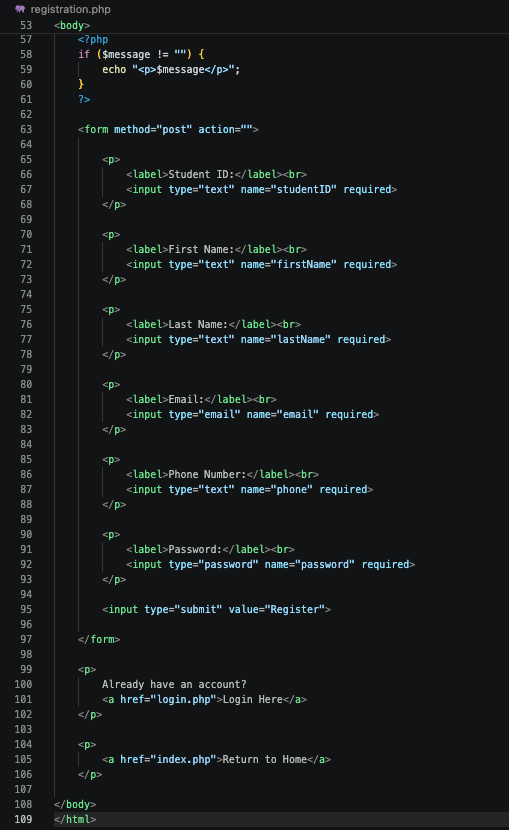 registration.php
53 <body>
57 <?php
58 if ($message != "") {
59 echo "<p>$message</p>";
60 }
61 ?>
62
63 <form method="post" action="">
64
65 <p>
66 <label>Student ID:</label><br>
67 <input type="text" name="studentID" required>
68 </p>
69
70 <p>
71 <label>First Name:</label><br>
72 <input type="text" name="firstName" required>
73 </p>
74
75 <p>
76 <label>Last Name:</label><br>
77 <input type="text" name="lastName" required>
78 </p>
79
80 <p>
81 <label>Email:</label><br>
82 <input type="email" name="email" required>
83 </p>
84
85 <p>
86 <label>Phone Number:</label><br>
87 <input type="text" name="phone" required>
88 </p>
89
90 <p>
91 <label>Password:</label><br>
92 <input type="password" name="password" required>
93 </p>
94
95 <input type="submit" value="Register">
96
97 </form>
98
99 <p>
100 Already have an account?
101 <a href="login.php">Login Here</a>
102 </p>
103
104 <p>
105 <a href="index.php">Return to Home</a>
106 </p>
107
108 </body>
109 </html>